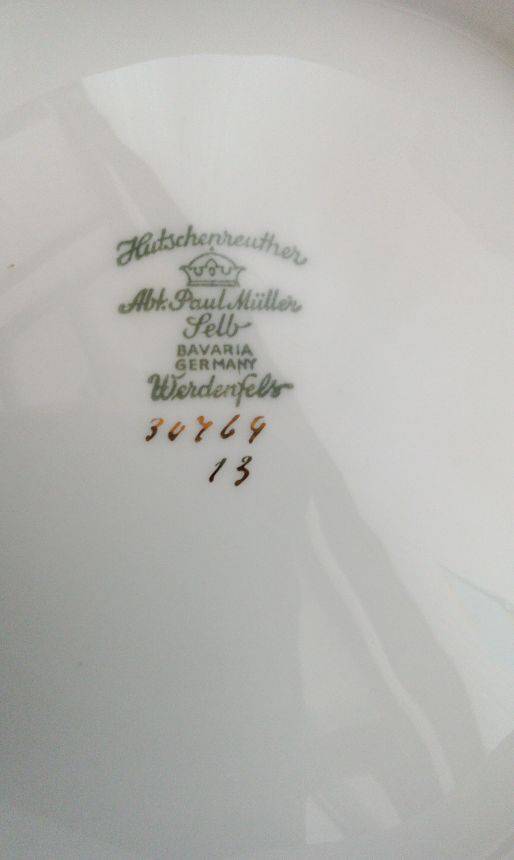 Hutschenreuther
Abt. Paul Müller
Selb
BAVARIA
GERMANY
Werdenfels
30769
13